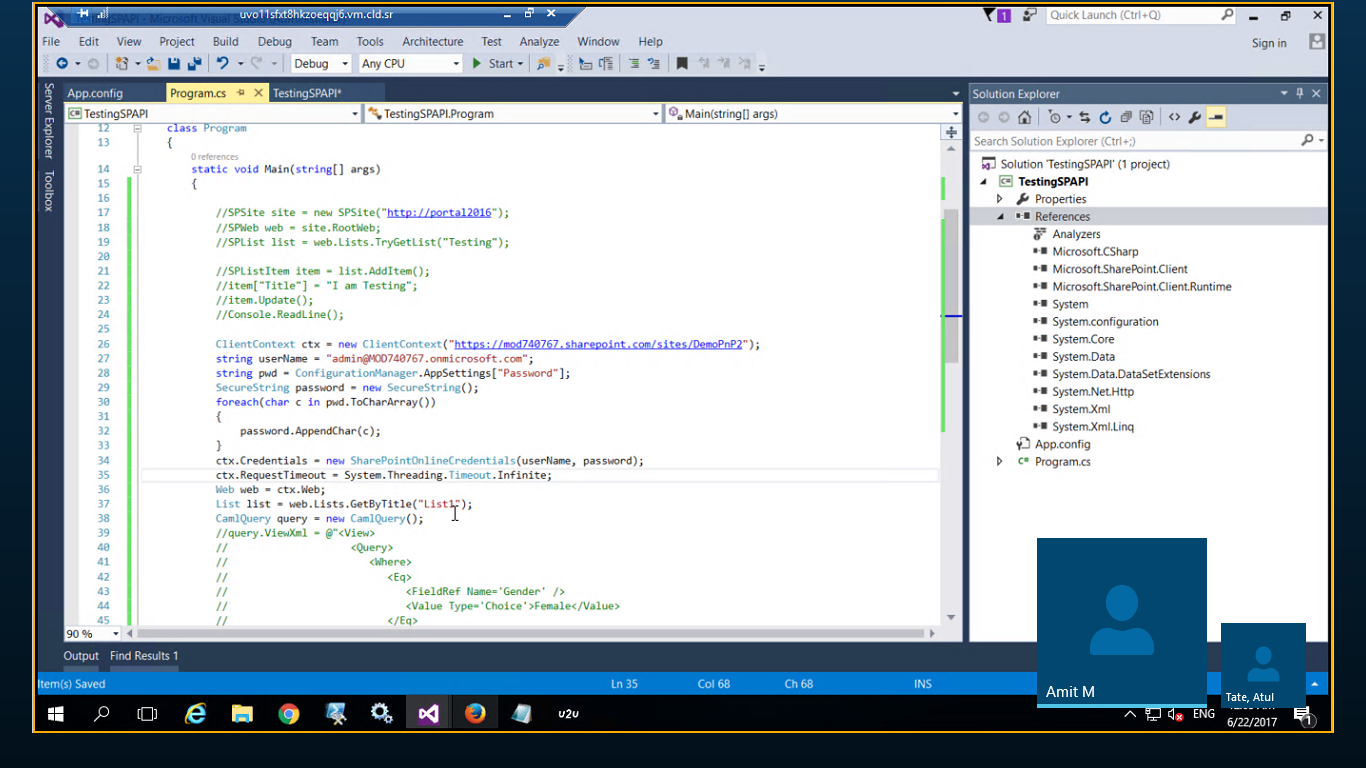 TestingSPAPI - Microsoft Visual Studio
uvo11sfxt8hkzoeqqj6.vm.cld.sr
1
Quick Launch (Ctrl+Q)
File Edit View Project Build Debug Team Tools Architecture Test Analyze Window Help
Sign in
Debug Any CPU Start
Server Explorer
Toolbox
App.config Program.cs TestingSPAPI*
TestingSPAPI TestingSPAPI.Program Main(string[] args)
12 class Program
13 {
0 references
14 static void Main(string[] args)
15 {
16
17 //SPSite site = new SPSite("http://portal2016");
18 //SPWeb web = site.RootWeb;
19 //SPList list = web.Lists.TryGetList("Testing");
20
21 //SPListItem item = list.AddItem();
22 //item["Title"] = "I am Testing";
23 //item.Update();
24 //Console.ReadLine();
25
26 ClientContext ctx = new ClientContext("https://mod740767.sharepoint.com/sites/DemoPnP2");
27 string userName = "admin@MOD740767.onmicrosoft.com";
28 string pwd = ConfigurationManager.AppSettings["Password"];
29 SecureString password = new SecureString();
30 foreach(char c in pwd.ToCharArray())
31 {
32 password.AppendChar(c);
33 }
34 ctx.Credentials = new SharePointOnlineCredentials(userName, password);
35 ctx.RequestTimeout = System.Threading.Timeout.Infinite;
36 Web web = ctx.Web;
37 List list = web.Lists.GetByTitle("List1");
38 CamlQuery query = new CamlQuery();
39 //query.ViewXml = @"<View>
40 // <Query>
41 // <Where>
42 // <Eq>
43 // <FieldRef Name='Gender' />
44 // <Value Type='Choice'>Female</Value>
45 // </Eq>
90 %
Solution Explorer
Search Solution Explorer (Ctrl+;)
Solution 'TestingSPAPI' (1 project)
TestingSPAPI
Properties
References
Analyzers
Microsoft.CSharp
Microsoft.SharePoint.Client
Microsoft.SharePoint.Client.Runtime
System
System.configuration
System.Core
System.Data
System.Data.DataSetExtensions
System.Net.Http
System.Xml
System.Xml.Linq
App.config
Program.cs
Output Find Results 1
Item(s) Saved Ln 35 Col 68 Ch 68 INS
Amit M
Tate, Atul
u2u
ENG
6/22/2017
1